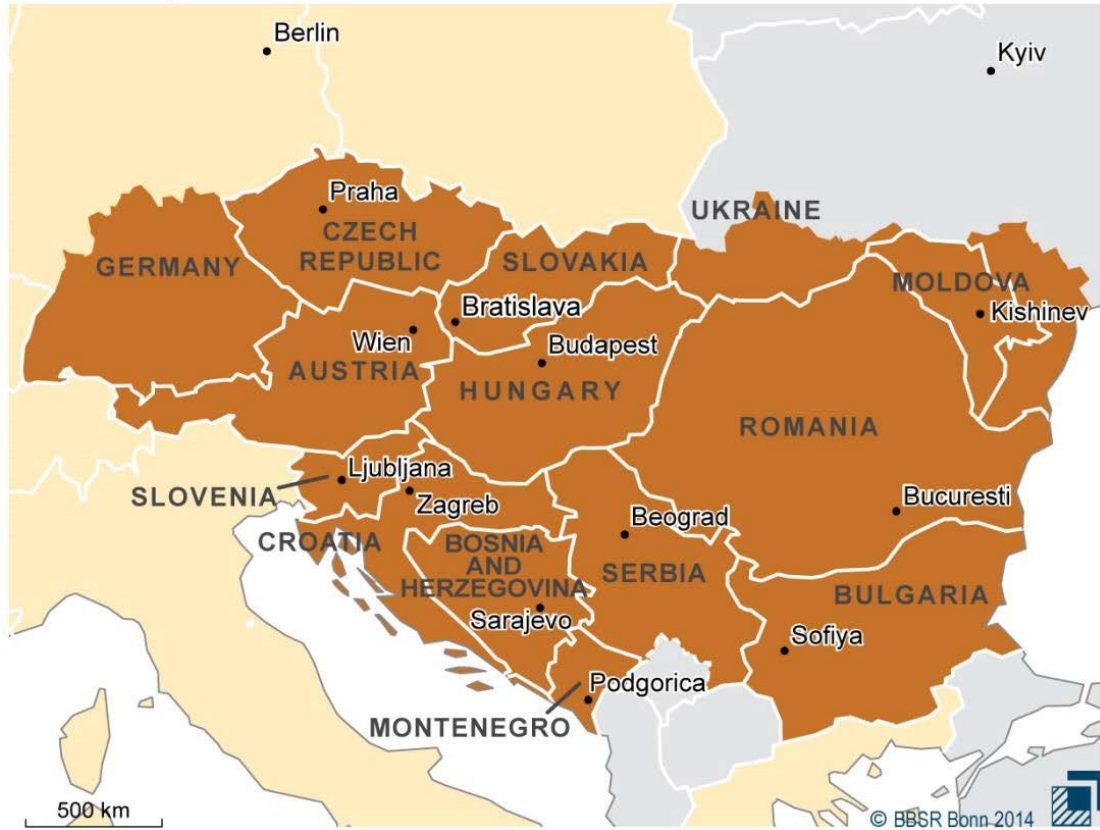 Berlin
Kyiv
Praha
UKRAINE
CZECH
REPUBLIC
GERMANY
SLOVAKIA
MOLDOVA
Bratislava
Kishinev
Wien
Budapest
AUSTRIA
HUNGARY
ROMANIA
Ljubljana
SLOVENIA
Zagreb
Bucuresti
Beograd
CROATIA
BOSNIA
AND
HERZEGOVINA
SERBIA
BULGARIA
Sarajevo
Sofiya
Podgorica
MONTENEGRO
500 km
© BBSR Bonn 2014